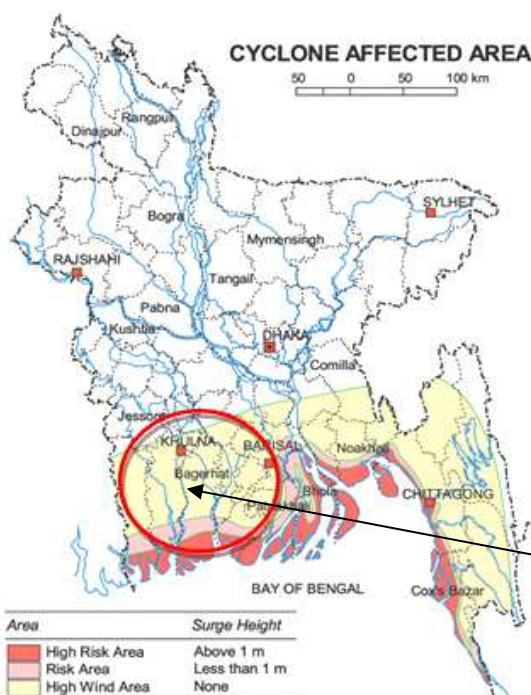 CYCLONE AFFECTED AREA
50 0 50 100 km
Rangpur
Dinajpur
SYLHET
Bogra
Mymensingh
RAJSHAHI
Tangail
Pabna
Kushtia
DHAKA
Comilla
Jessore
KHULNA
BARISAL
Noakhali
Bagerhat
Bhola
CHITTAGONG
BAY OF BENGAL
Cox's Bazar
Area Surge Height
High Risk Area Above 1 m
Risk Area Less than 1 m
High Wind Area None